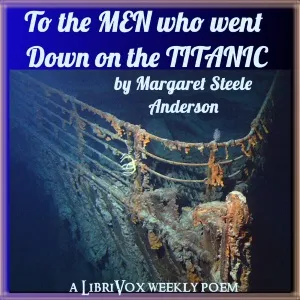 To the MEN who went
Down on the TITANIC
by Margaret Steele
Anderson
A LIBRIVOX WEEKLY POEM